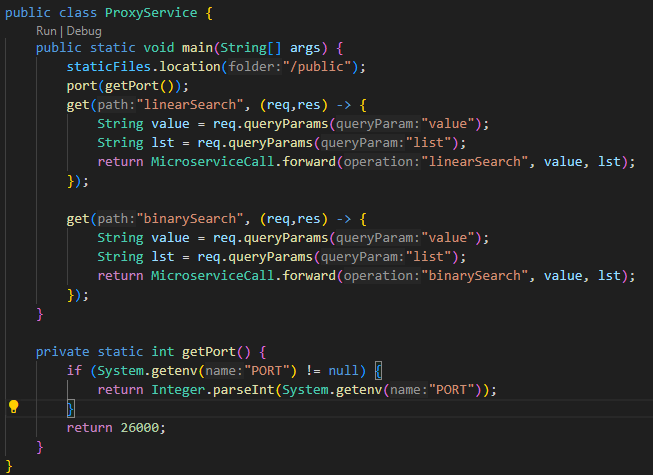 public class ProxyService {
Run | Debug
    public static void main(String[] args) {
        staticFiles.location(folder:"/public");
        port(getPort());
        get(path:"linearSearch", (req,res) -> {
            String value = req.queryParams(queryParam:"value");
            String lst = req.queryParams(queryParam:"list");
            return MicroserviceCall.forward(operation:"linearSearch", value, lst);
        });

        get(path:"binarySearch", (req,res) -> {
            String value = req.queryParams(queryParam:"value");
            String lst = req.queryParams(queryParam:"list");
            return MicroserviceCall.forward(operation:"binarySearch", value, lst);
        });
    }

    private static int getPort() {
        if (System.getenv(name:"PORT") != null) {
            return Integer.parseInt(System.getenv(name:"PORT"));
        }
        return 26000;
    }
}